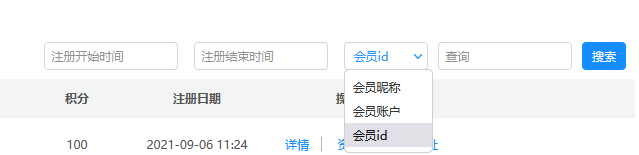 注册开始时间 注册结束时间 会员id 查询 搜索
会员昵称
积分 注册日期
会员账户
会员id
100 2021-09-06 11:24 详情